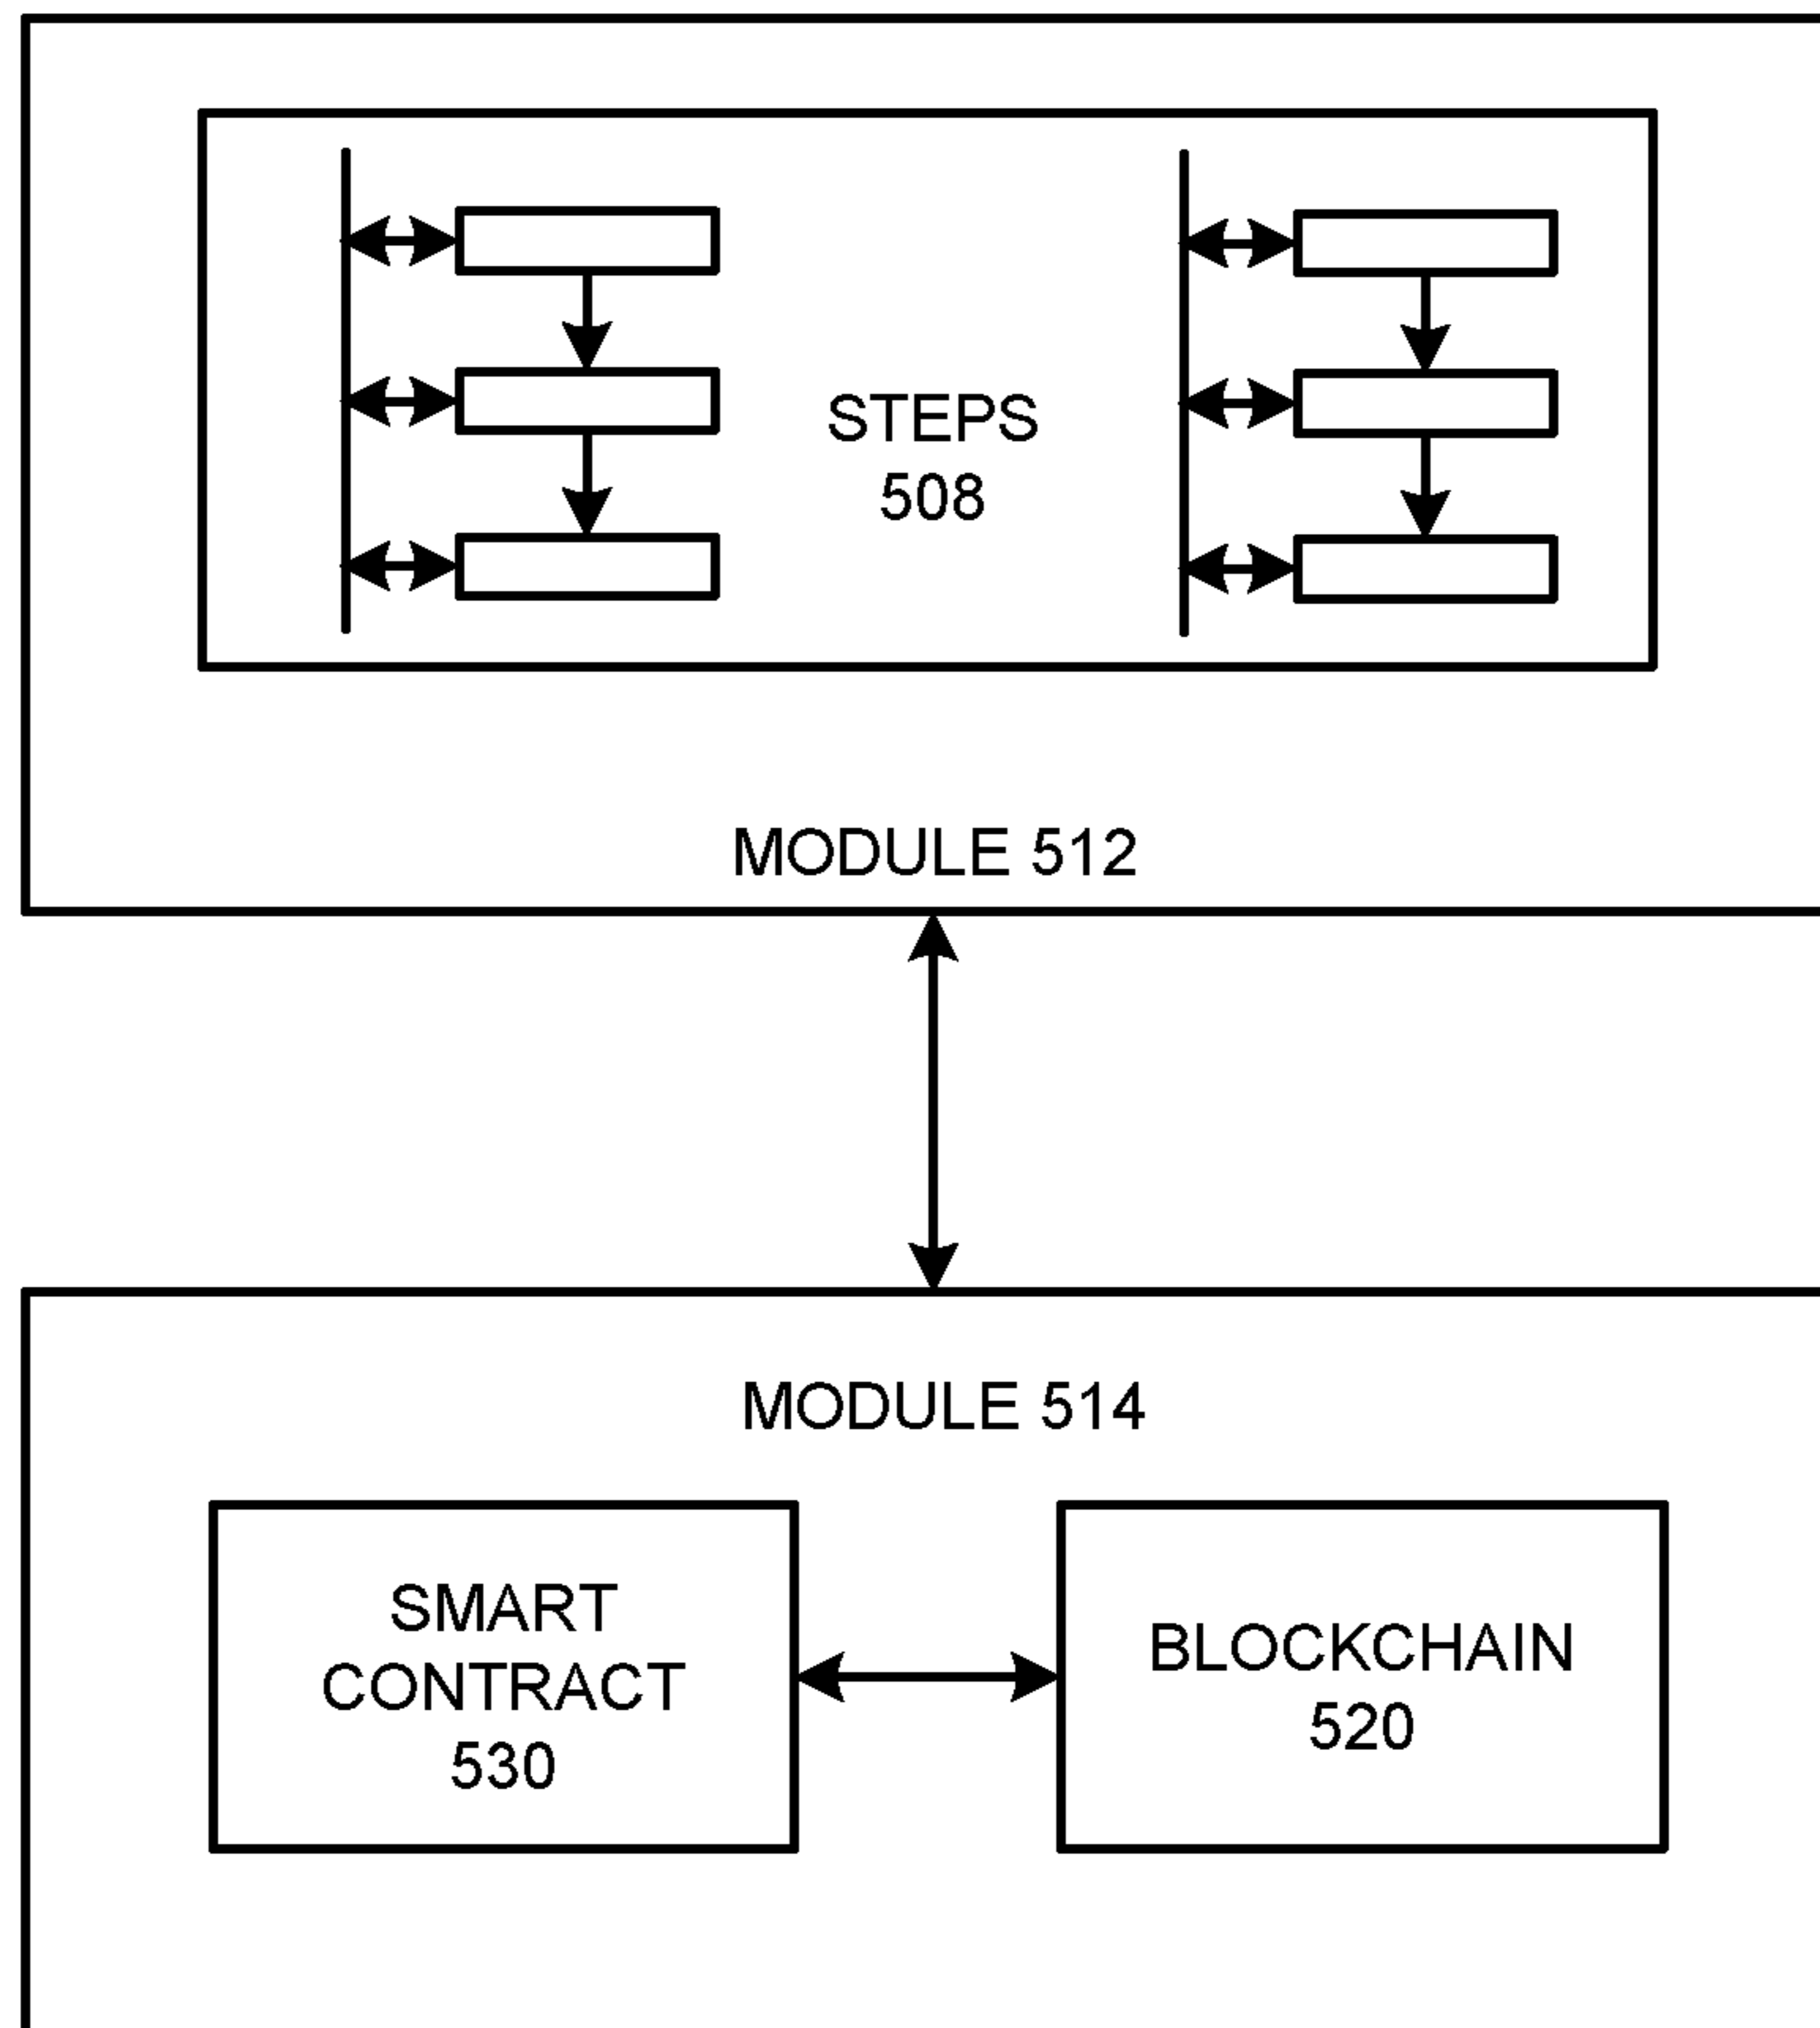 STEPS
508
MODULE 512
MODULE 514
SMART
CONTRACT
530
BLOCKCHAIN
520